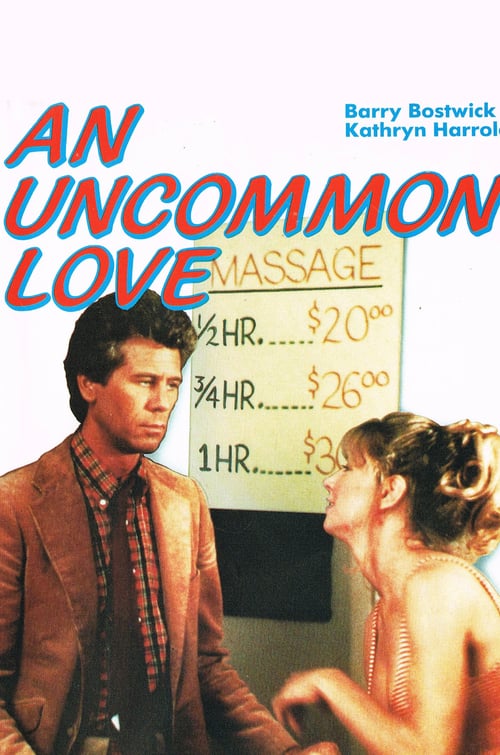 AN
UNCOMMON
LOVE
Barry Bostwick
Kathryn Harrol
MASSAGE
½ HR.....$20⁰⁰
¾ HR.....$26⁰⁰
1 HR.....$3